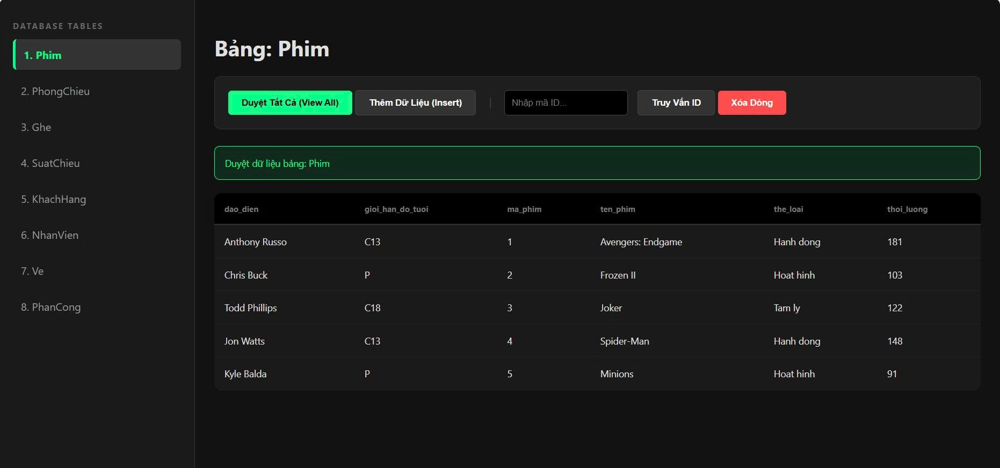 DATABASE TABLES
1. Phim
2. PhongChieu
3. Ghe
4. SuatChieu
5. KhachHang
6. NhanVien
7. Ve
8. PhanCong
Bảng: Phim
Duyệt Tất Cả (View All) Thêm Dữ Liệu (Insert) | Nhập mã ID... Truy Vấn ID Xóa Dòng
Duyệt dữ liệu bảng: Phim
dao_dien gioi_han_do_tuoi ma_phim ten_phim the_loai thoi_luong
Anthony Russo C13 1 Avengers: Endgame Hanh dong 181
Chris Buck P 2 Frozen II Hoat hinh 103
Todd Phillips C18 3 Joker Tam ly 122
Jon Watts C13 4 Spider-Man Hanh dong 148
Kyle Balda P 5 Minions Hoat hinh 91